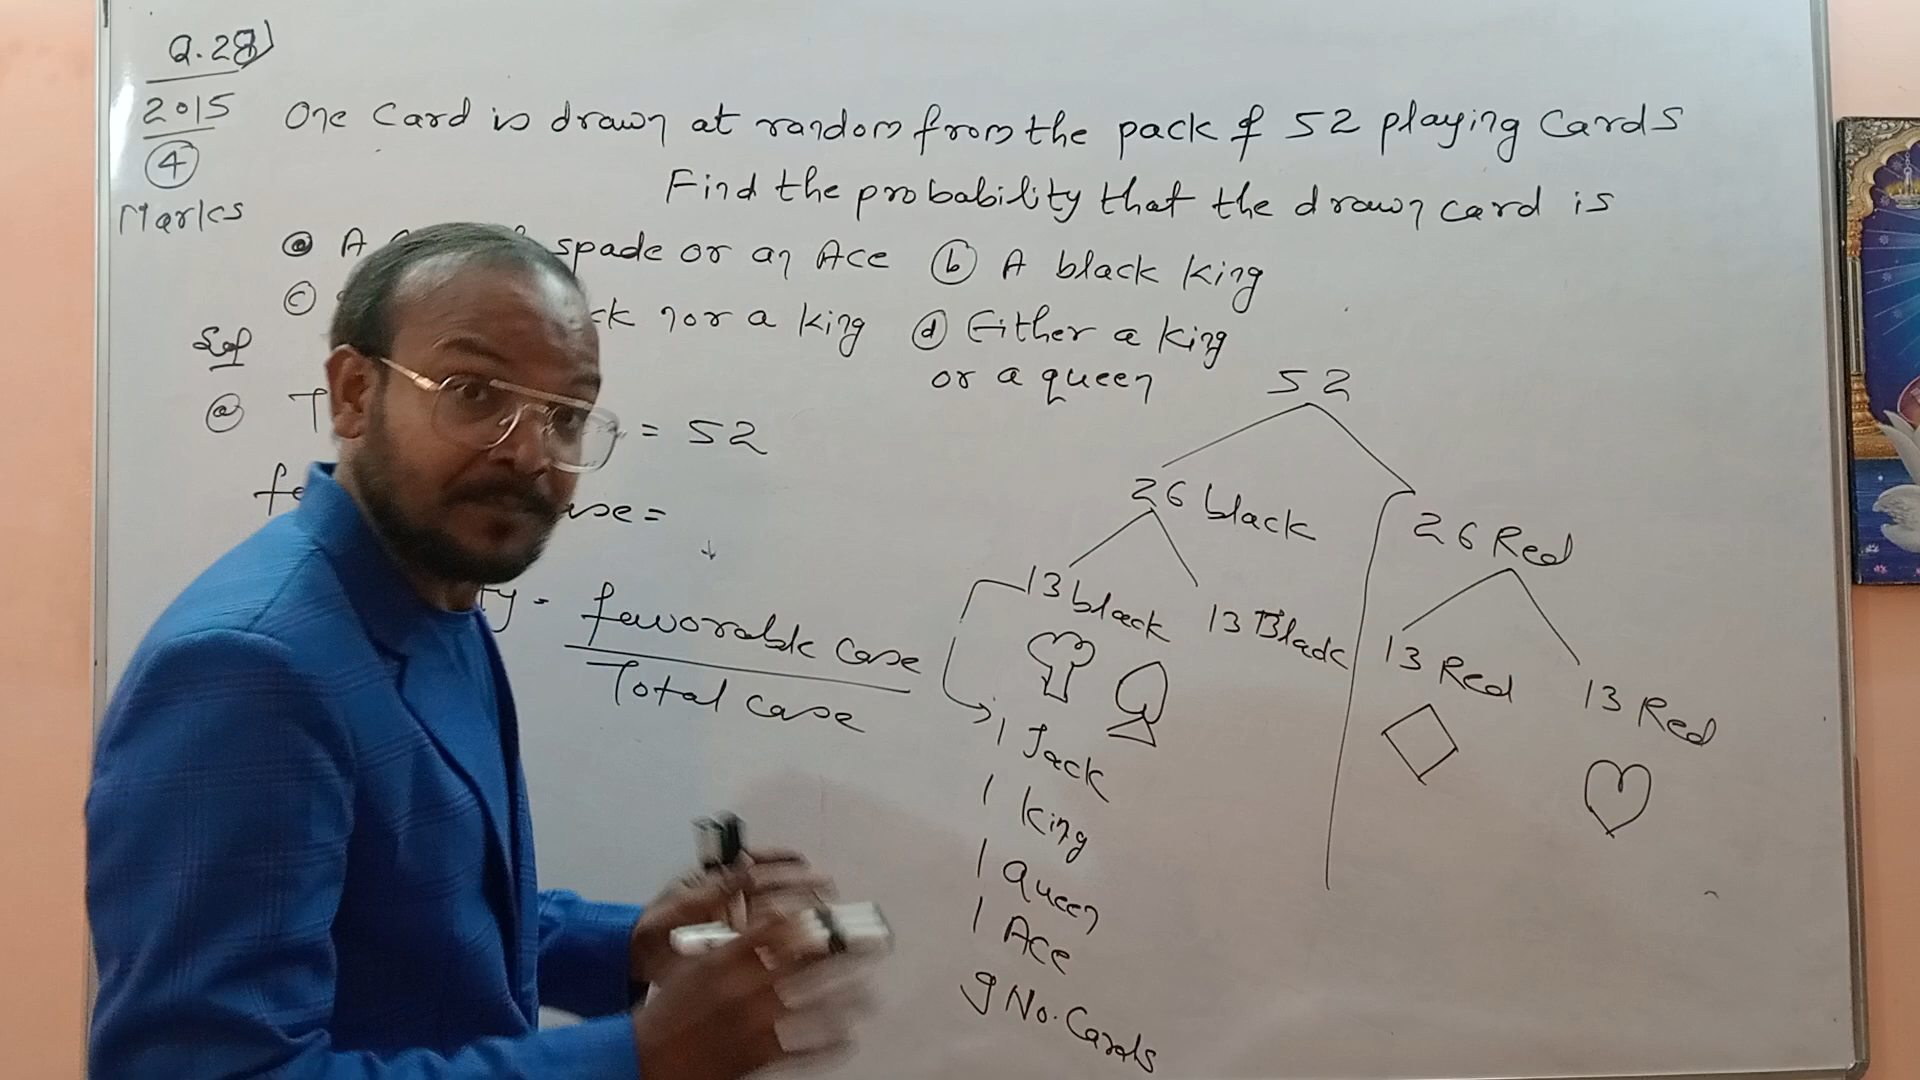 Q.28)
2015
4
Marks
One Card is drawn at random from the pack of 52 playing Cards
Find the probability that the drawn card is
a A spade or an Ace b A black King
c nor a king d Either a King
or a queen
Sol
a = 52
=
= favorable case
Total case
52
26 black
26 Red
13 black
13 Black
13 Red
13 Red
1 Jack
1 King
1 Queen
1 Ace
9 No. Cards